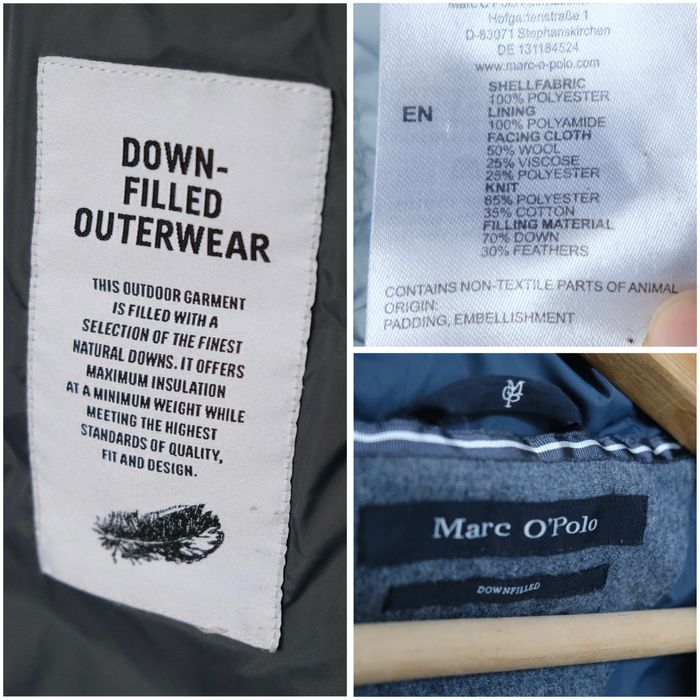 DOWN-
FILLED
OUTERWEAR
THIS OUTDOOR GARMENT
IS FILLED WITH A
SELECTION OF THE FINEST
NATURAL DOWNS. IT OFFERS
MAXIMUM INSULATION
AT A MINIMUM WEIGHT WHILE
MEETING THE HIGHEST
STANDARDS OF QUALITY,
FIT AND DESIGN.
Hofgartenstraße 1
D-83071 Stephanskirchen
DE 131184524
www.marc-o-polo.com
EN
SHELLFABRIC
100% POLYESTER
LINING
100% POLYAMIDE
FACING CLOTH
50% WOOL
25% VISCOSE
25% POLYESTER
KNIT
65% POLYESTER
35% COTTON
FILLING MATERIAL
70% DOWN
30% FEATHERS
CONTAINS NON-TEXTILE PARTS OF ANIMAL
ORIGIN:
PADDING, EMBELLISHMENT
Marc O'Polo
DOWNFILLED